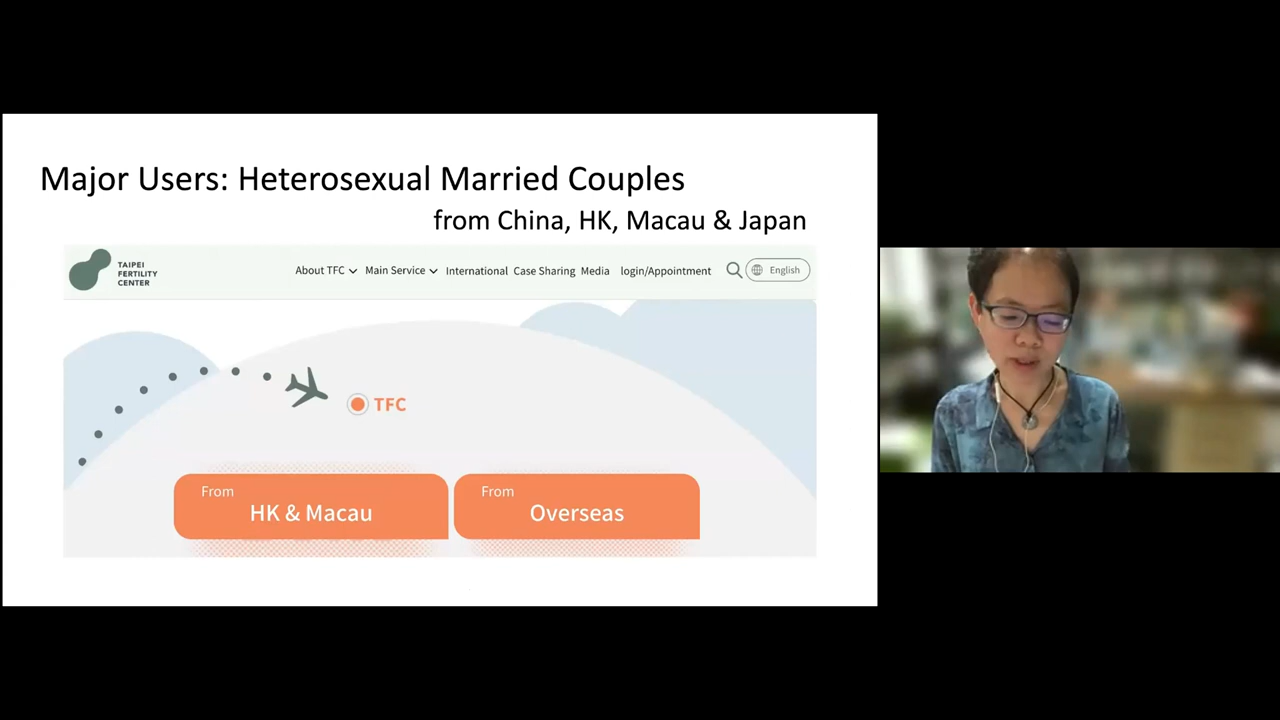 Major Users: Heterosexual Married Couples
from China, HK, Macau & Japan
TAIPEI
FERTILITY
CENTER
About TFC Main Service International Case Sharing Media login/Appointment English
TFC
From
HK & Macau
From
Overseas